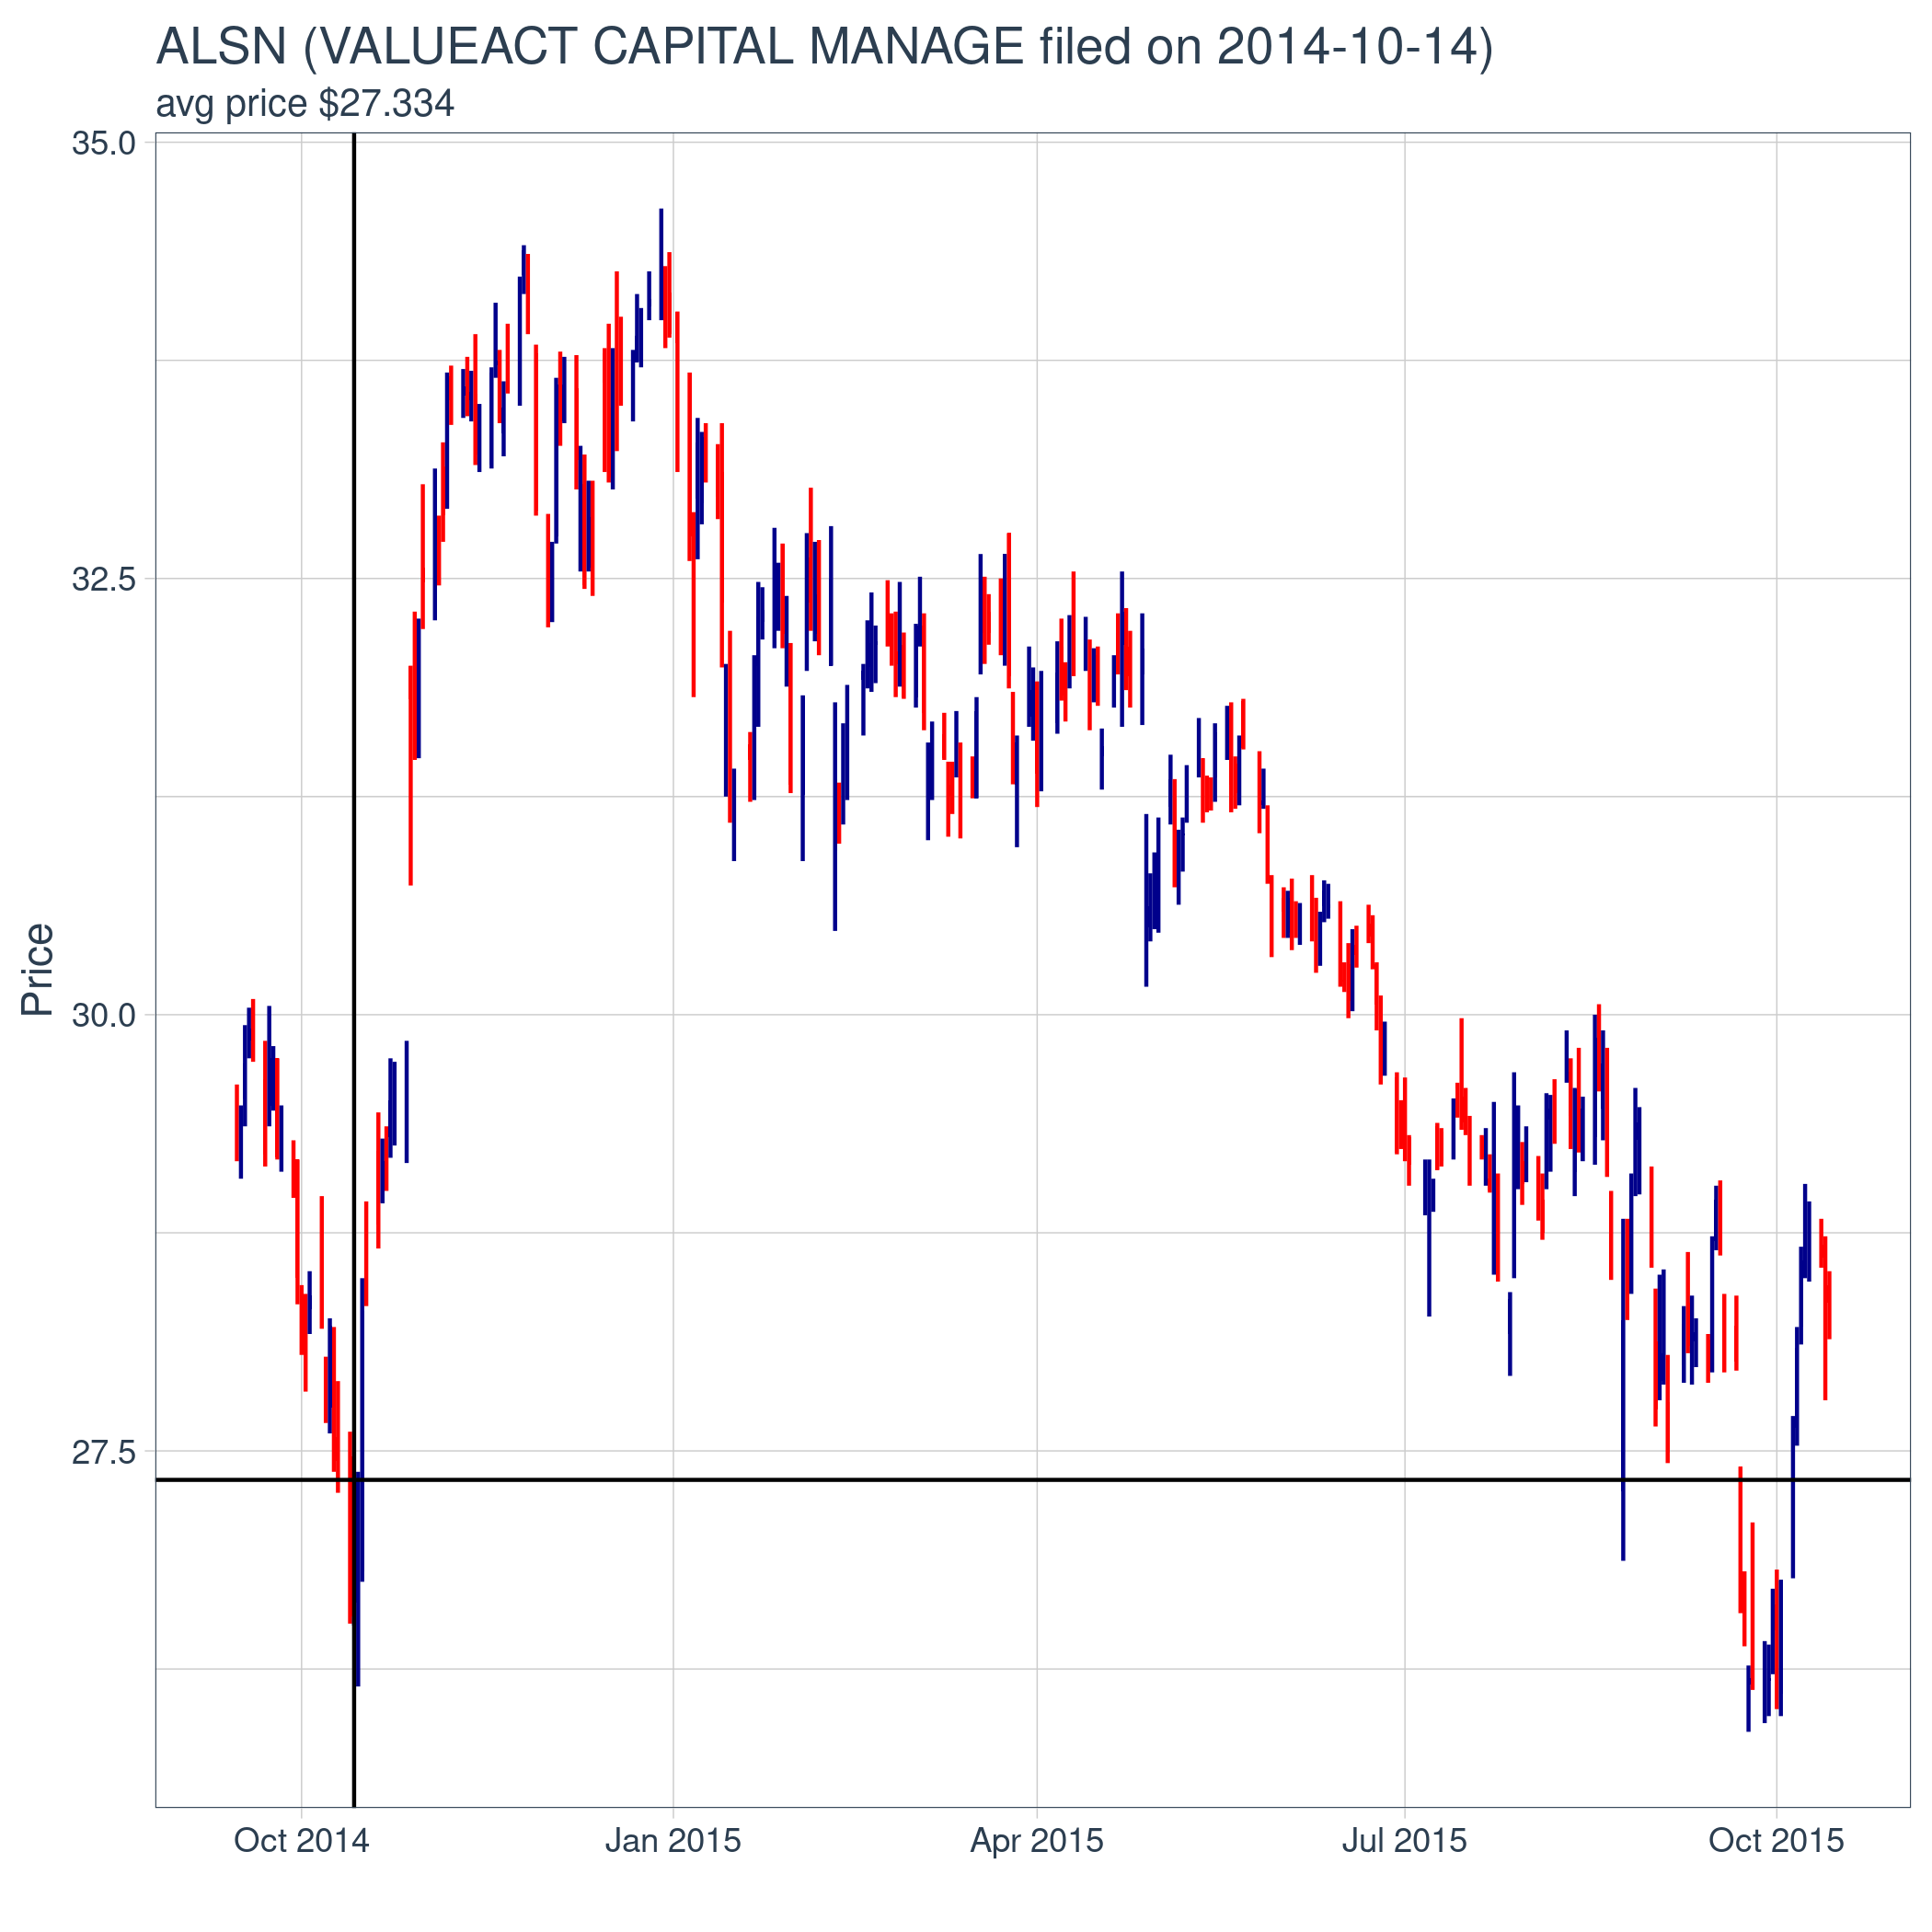 ALSN (VALUEACT CAPITAL MANAGE filed on 2014-10-14)
avg price $27.334
35.0
32.5
30.0
27.5
Price
Oct 2014
Jan 2015
Apr 2015
Jul 2015
Oct 2015